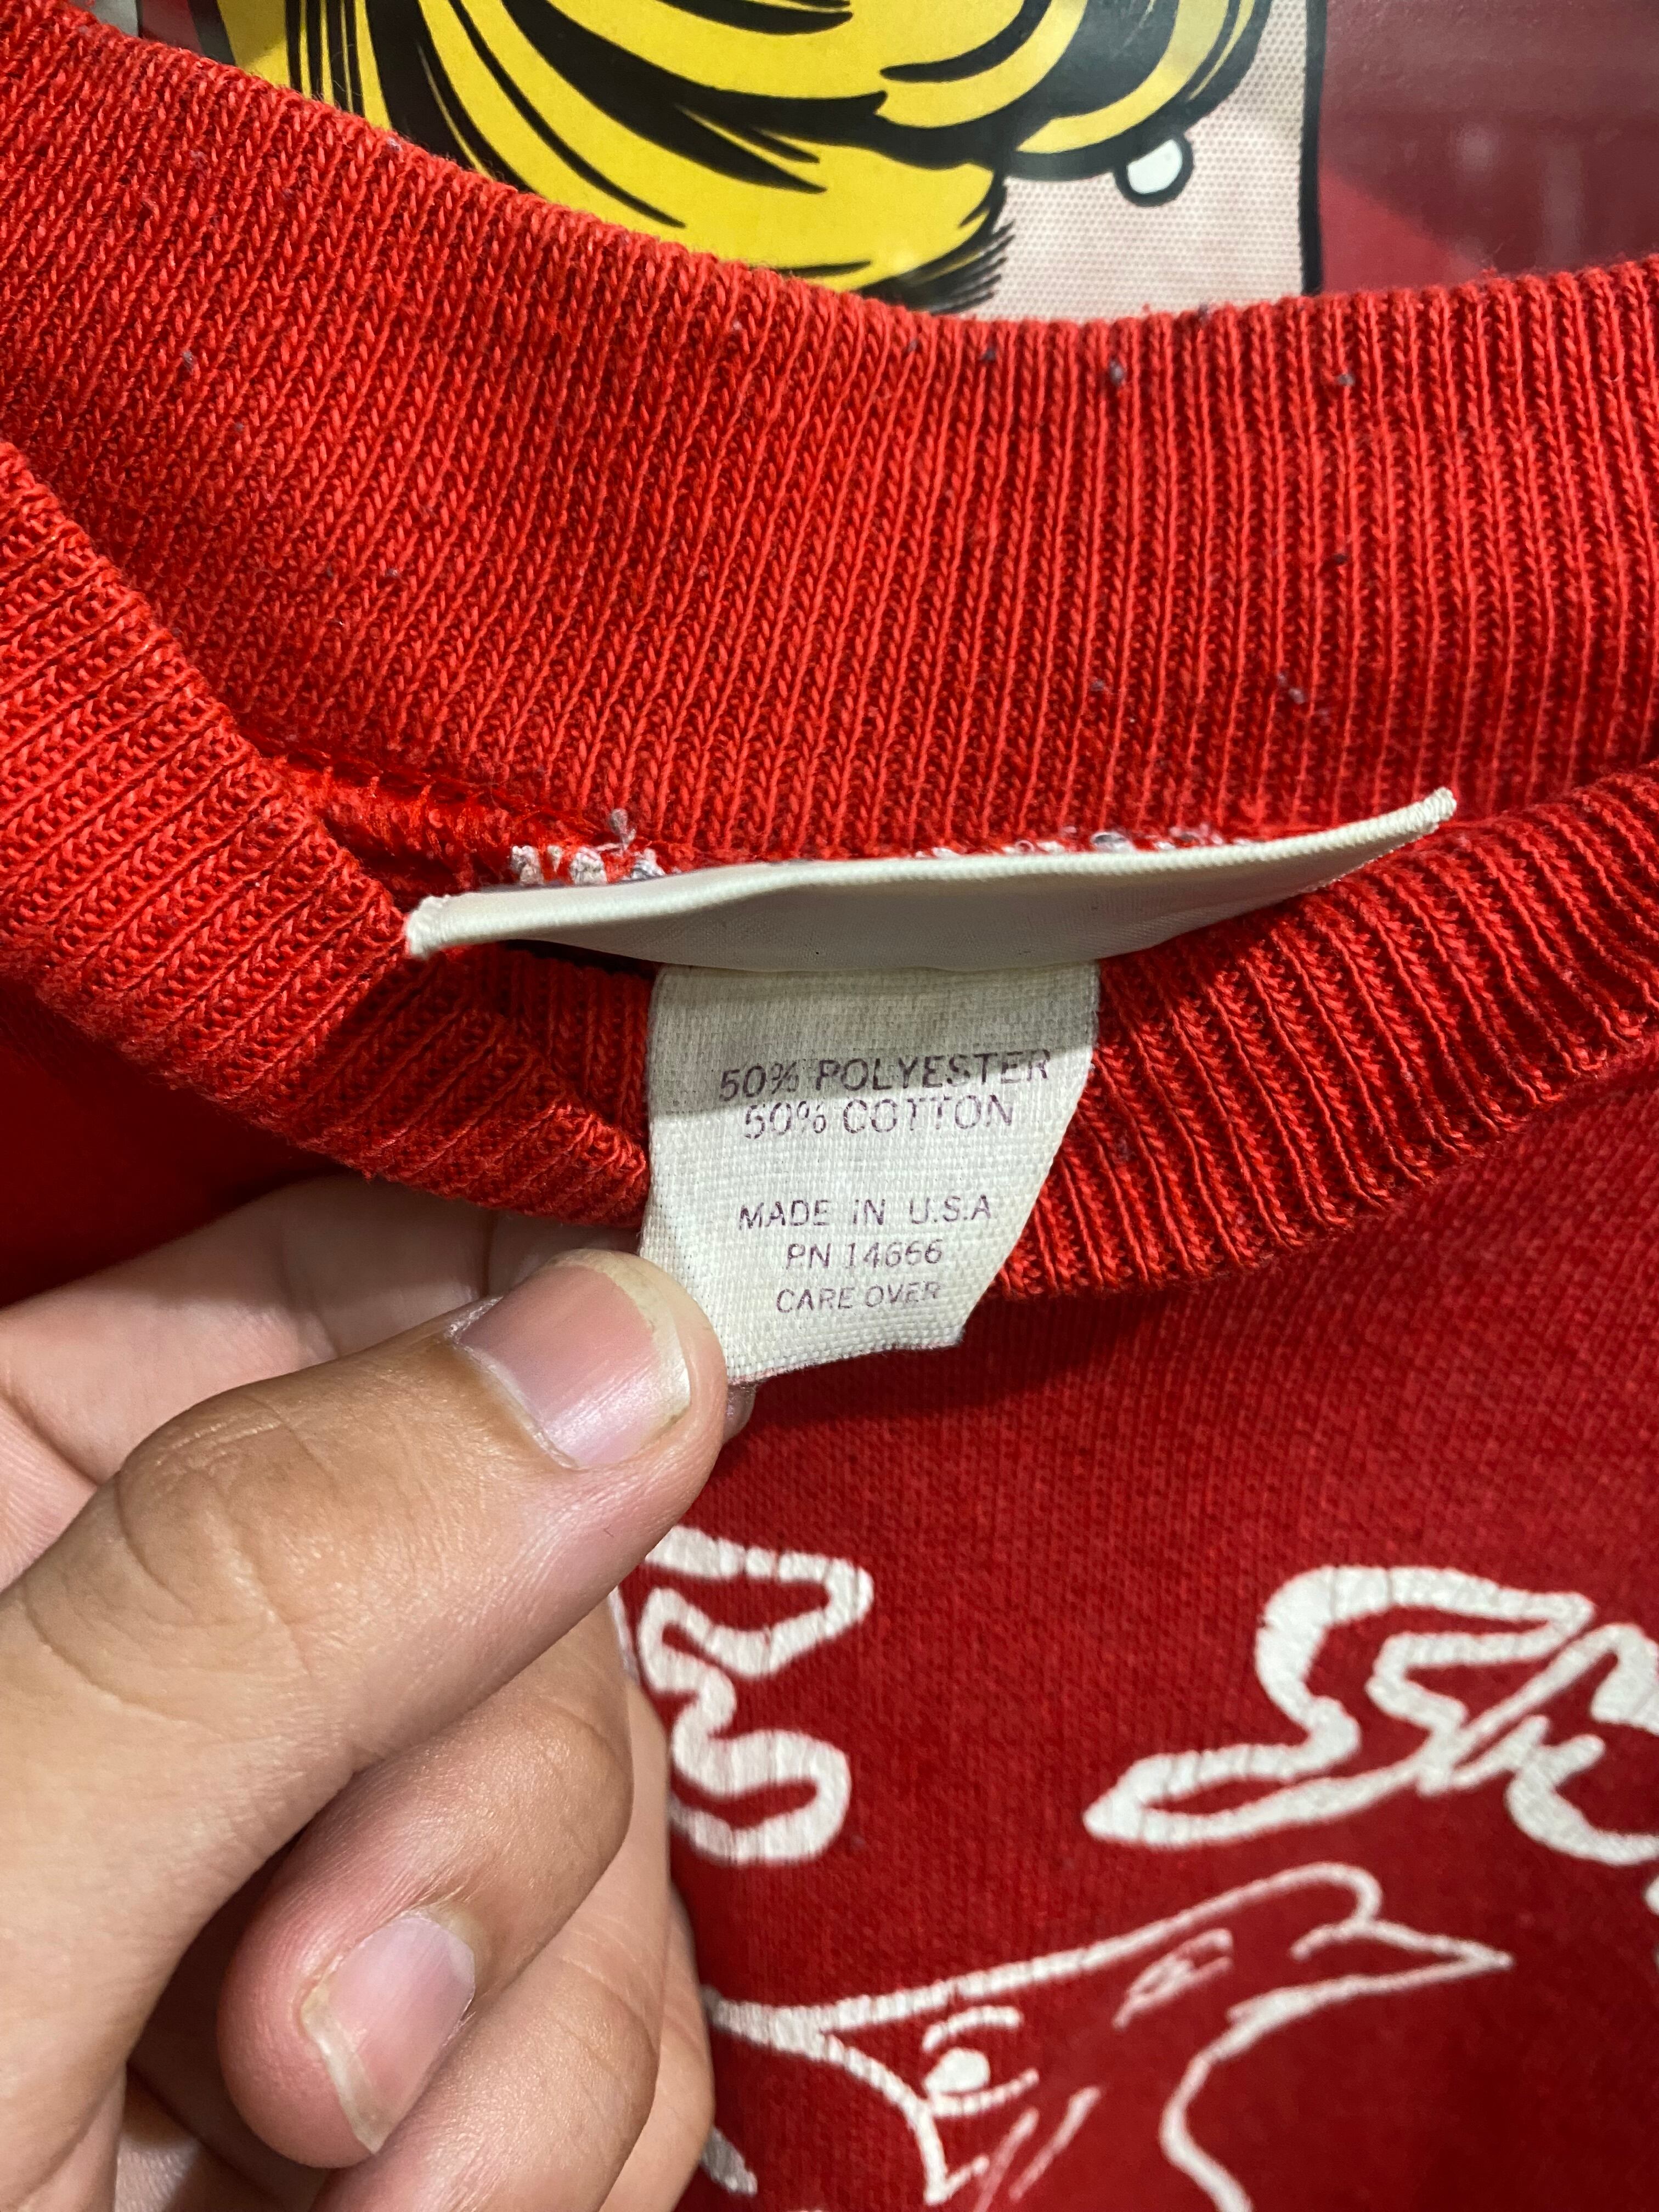 50% POLYESTER
50% COTTON
MADE IN U.S.A
PN 14666
CARE OVER